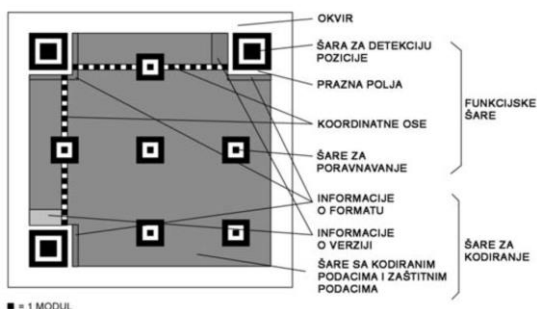 OKVIR
ŠARA ZA DETEKCIJU
POZICIJE
PRAZNA POLJA
KOORDINATNE OSE
ŠARE ZA
PORAVNAVANJE
FUNKCIJSKE
ŠARE
INFORMACIJE
O FORMATU
INFORMACIJE
O VERZIJI
ŠARE SA KODIRANIM
PODACIMA I ZAŠTITNIM
PODACIMA
ŠARE ZA
KODIRANJE
■ = 1 MODUL